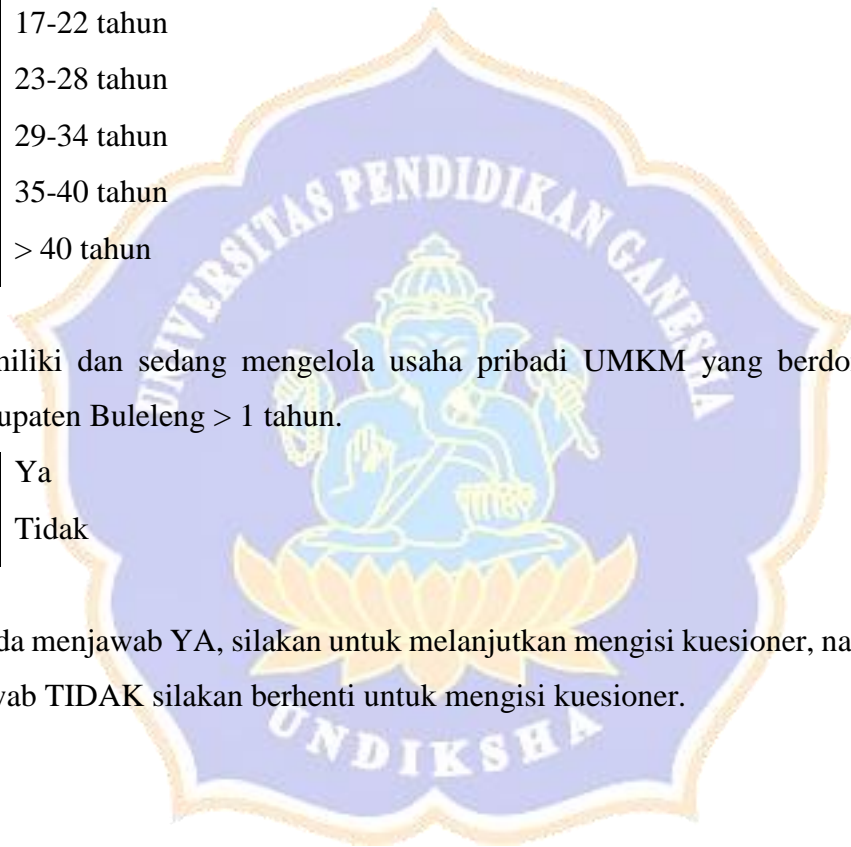 17-22 tahun
23-28 tahun
29-34 tahun
35-40 tahun
> 40 tahun
UNIVERSITAS PENDIDIKAN GANESHA
miliki dan sedang mengelola usaha pribadi UMKM yang berdo
upaten Buleleng > 1 tahun.
Ya
Tidak
da menjawab YA, silakan untuk melanjutkan mengisi kuesioner, na
wab TIDAK silakan berhenti untuk mengisi kuesioner.
UNDIKSHA